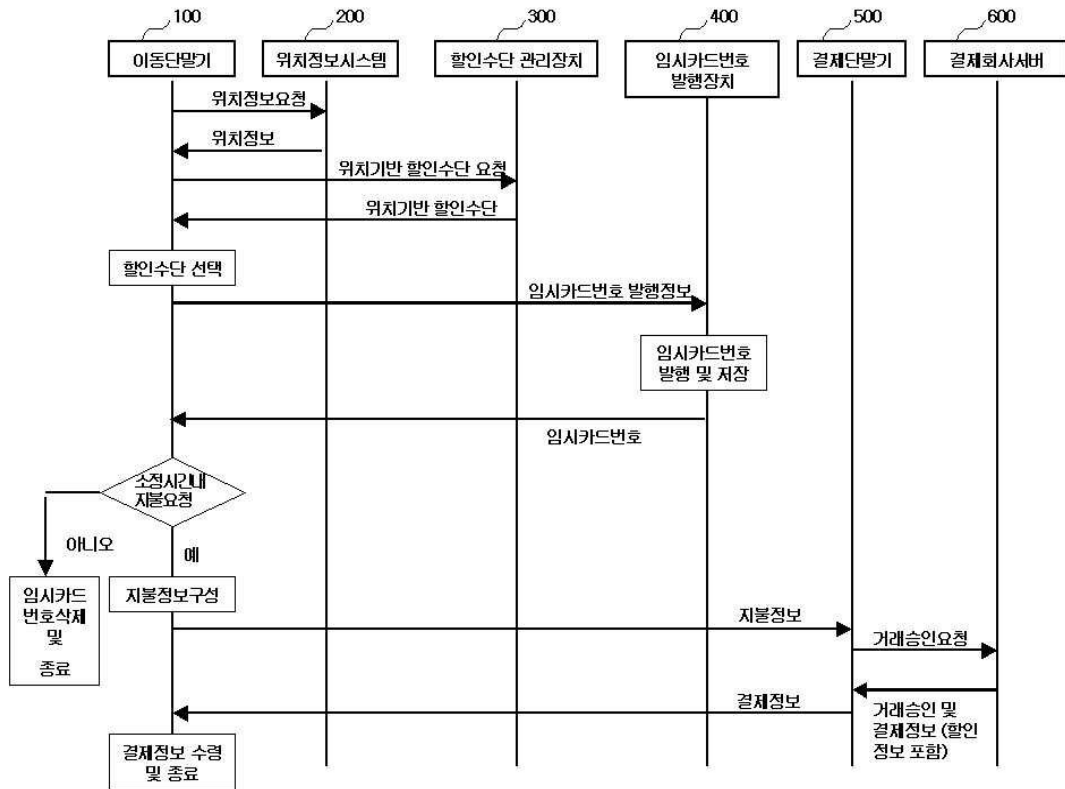 100
200
300
400
500
600
이동단말기
위치정보시스템
할인수단 관리장치
임시카드번호
발행장치
결제단말기
결제회사서버
위치정보요청
위치정보
위치기반 할인수단 요청
위치기반 할인수단
할인수단 선택
임시카드번호 발행정보
임시카드번호
발행 및 저장
임시카드번호
소정시간내
지불요청
아니오
예
임시카드
번호삭제
및
종료
지불정보구성
지불정보
거래승인요청
결제정보
거래승인 및
결제정보 (할인
정보 포함)
결제정보 수령
및 종료